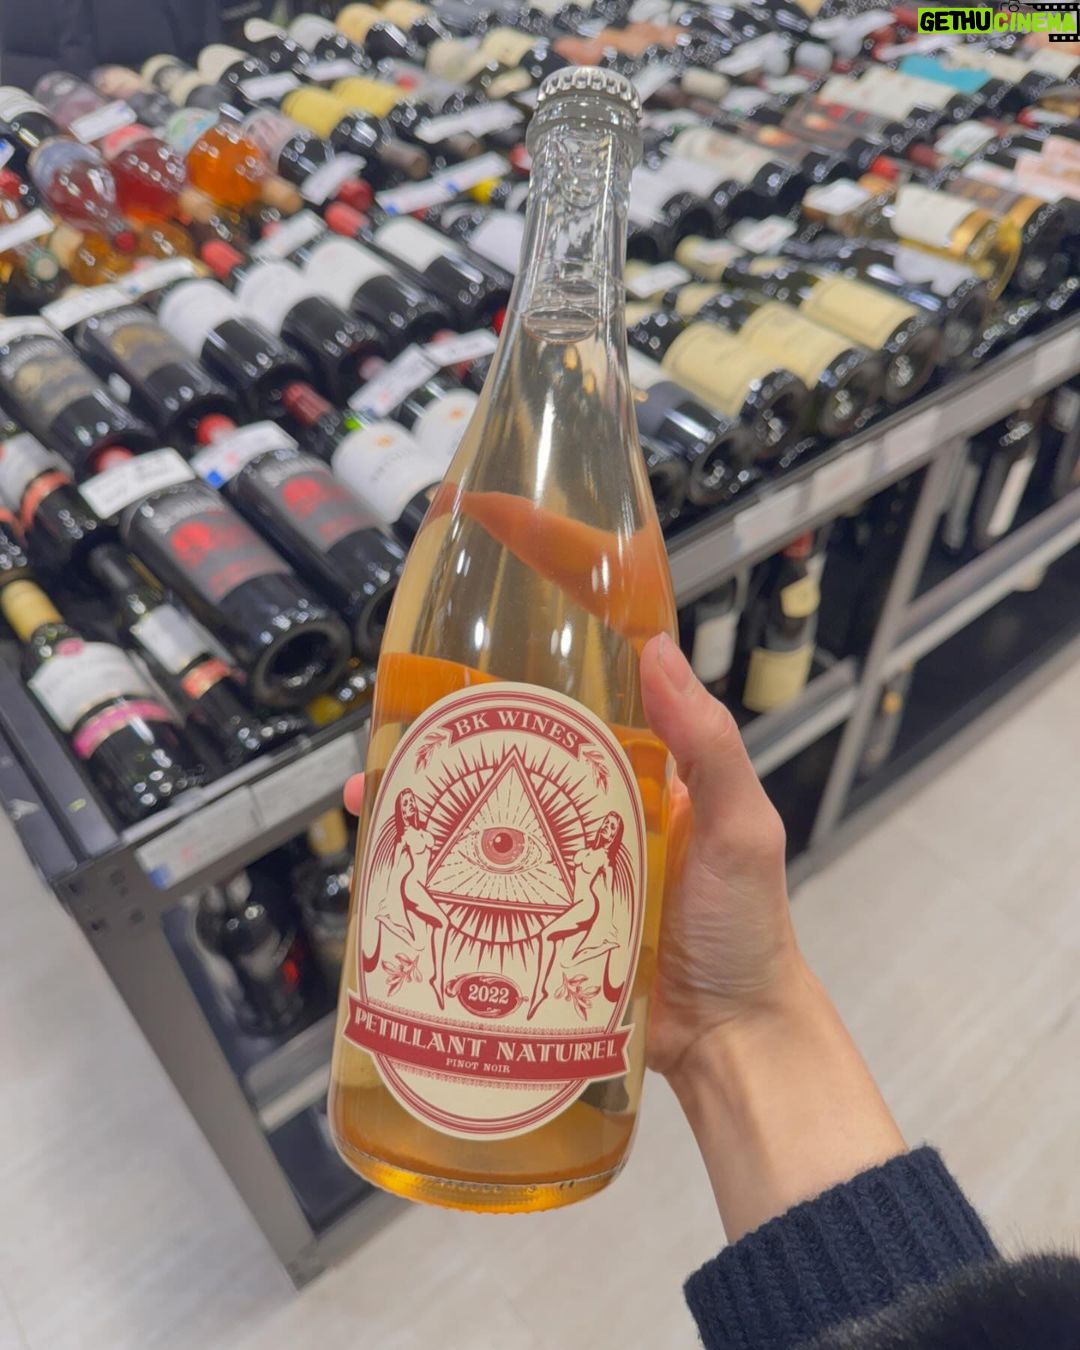 GETHUCINEMA
BK WINES
2022
PETILLANT NATUREL
PINOT NOIR